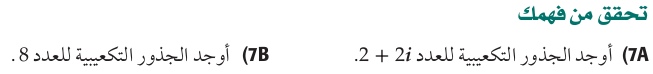 تحقق من فهمك
7A) أوجد الجذور التكعيبية للعدد 2 + 2i.
7B) أوجد الجذور التكعيبية للعدد 8.